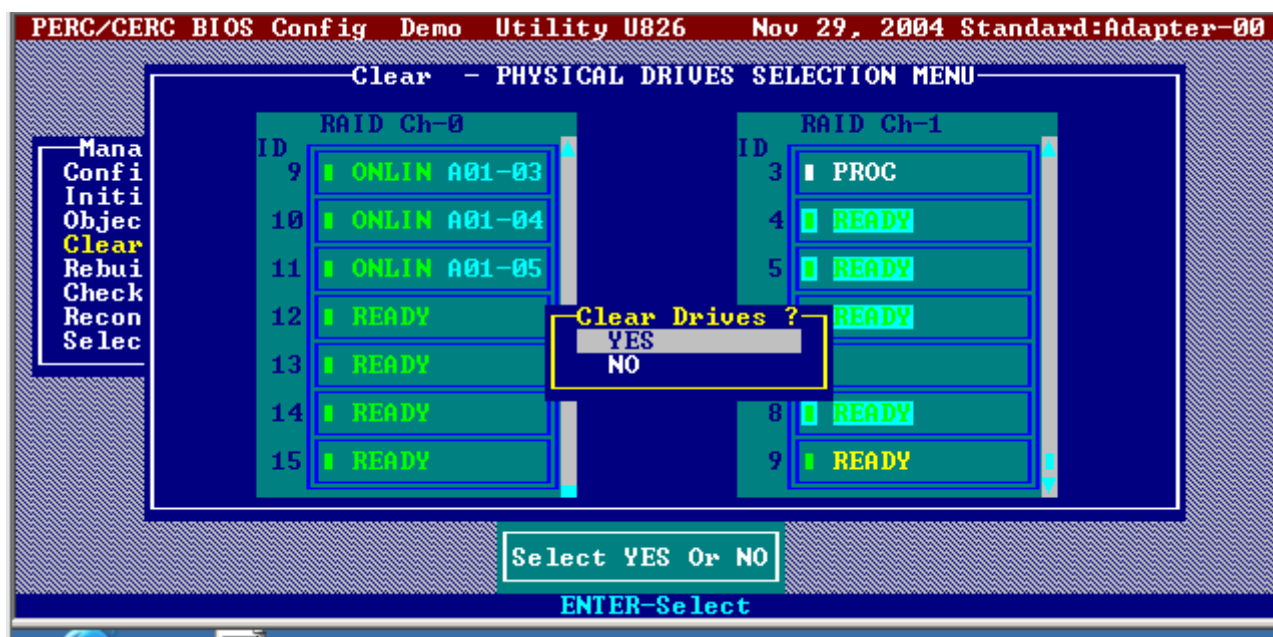 PERC/CERC BIOS Config Demo Utility U826 Nov 29, 2004 Standard:Adapter-00
Clear - PHYSICAL DRIVES SELECTION MENU
Mana
Confi
Initi
Objec
Clear
Rebui
Check
Recon
Selec
RAID Ch-0
ID
9 ONLIN A01-03
10 ONLIN A01-04
11 ONLIN A01-05
12 READY
13 READY
14 READY
15 READY
RAID Ch-1
ID
3 PROC
4 READY
5 READY
READY
8 READY
9 READY
Clear Drives ?
YES
NO
Select YES Or NO
ENTER-Select